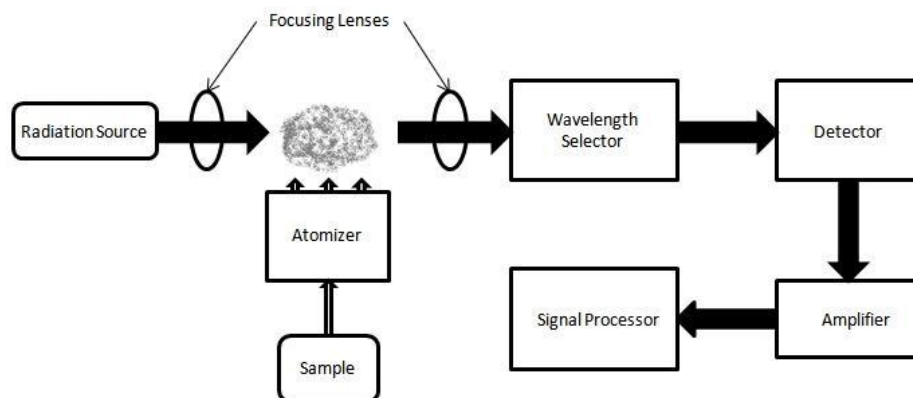 Focusing Lenses
Radiation Source
Wavelength
Selector
Detector
Atomizer
Signal Processor
Amplifier
Sample